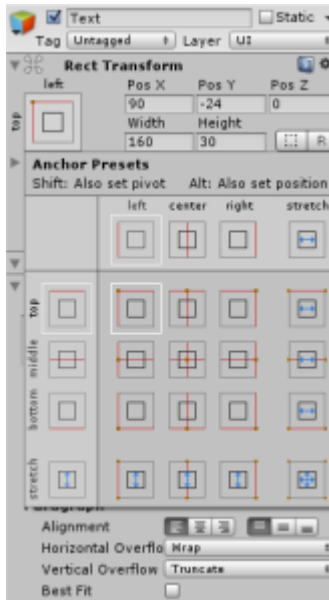 Text Static
Tag Untagged Layer UI
Rect Transform
left Pos X Pos Y Pos Z
top 90 -24 0
Width Height
160 30 R
Anchor Presets
Shift: Also set pivot Alt: Also set position
left center right stretch
top
middle
bottom
stretch
Paragraph
Alignment
Horizontal Overflo Wrap
Vertical Overflow Truncate
Best Fit